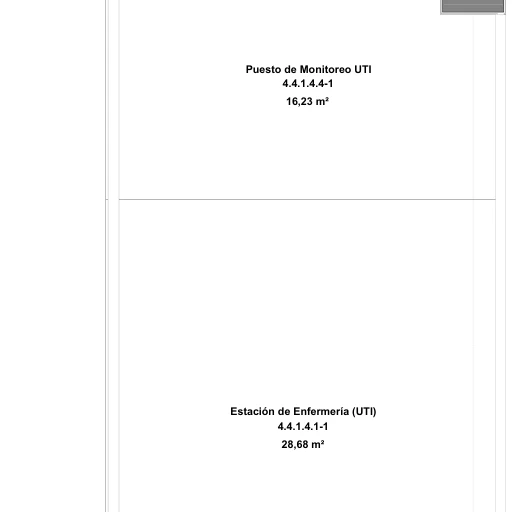 Puesto de Monitoreo UTI
4.4.1.4.4-1
16,23 m²
Estación de Enfermería (UTI)
4.4.1.4.1-1
28,68 m²